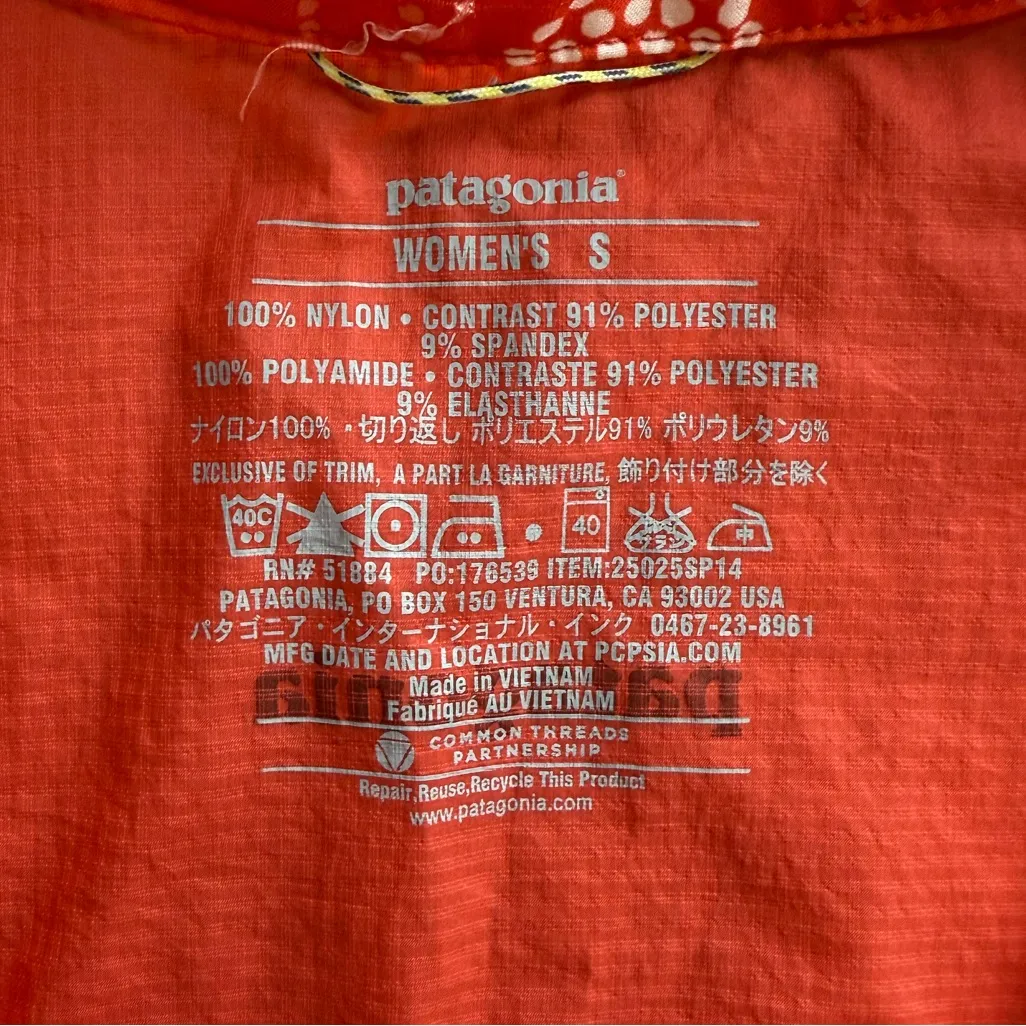 patagonia®
WOMEN'S S
100% NYLON • CONTRAST 91% POLYESTER
9% SPANDEX
100% POLYAMIDE • CONTRASTE 91% POLYESTER
9% ELASTHANNE
ナイロン100% ・切り返し ポリエステル91% ポリウレタン9%
EXCLUSIVE OF TRIM, A PART LA GARNITURE, 飾り付け部分を除く
40C 40 中
RN# 51884 PO:176539 ITEM:25025SP14
PATAGONIA, PO BOX 150 VENTURA, CA 93002 USA
パタゴニア・インターナショナル・インク 0467-23-8961
MFG DATE AND LOCATION AT PCPSIA.COM
Made in VIETNAM
Fabriqué AU VIETNAM
COMMON THREADS
PARTNERSHIP
Repair,Reuse,Recycle This Product
www.patagonia.com